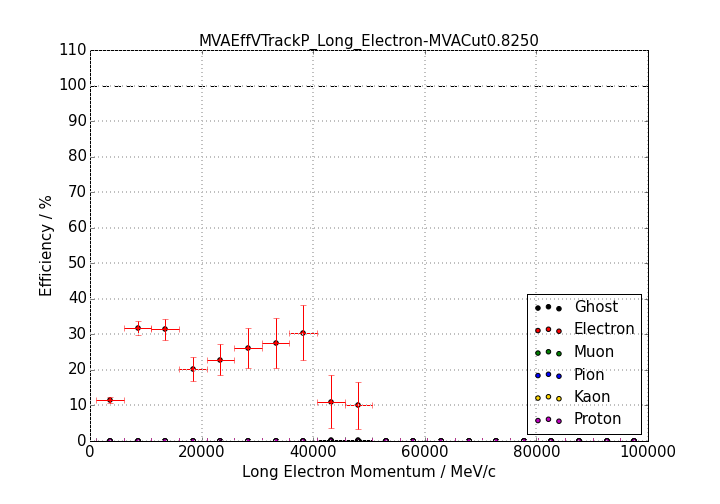 MVAEffVTrackP_Long_Electron-MVACut0.8250
110
100
90
80
70
60
50
40
30
20
10
0
Efficiency / %
Ghost
Electron
Muon
Pion
Kaon
Proton
0 20000 40000 60000 80000 100000
Long Electron Momentum / MeV/c